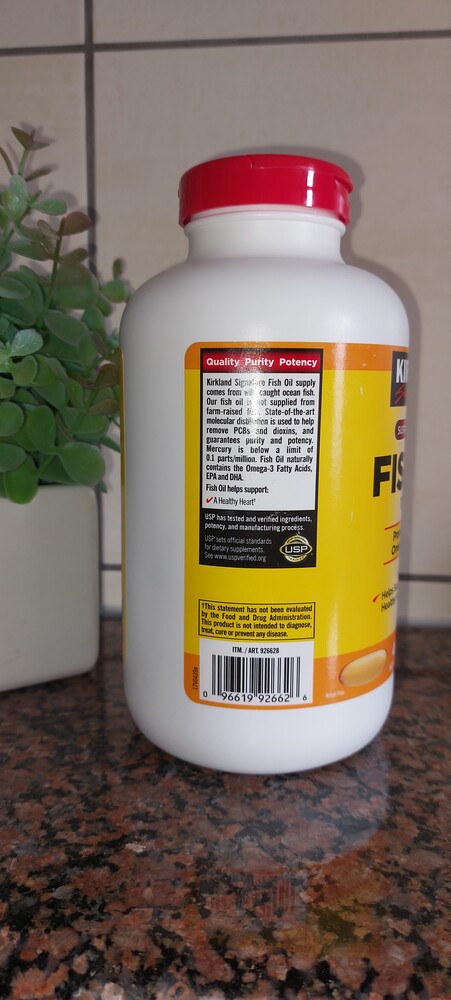 Quality Purity Potency
Kirkland Signature Fish Oil supply
comes from wild caught ocean fish.
Our fish oil is not supplied from
farm-raised fish. State-of-the-art
molecular distillation is used to help
remove PCBs and dioxins, and
guarantees purity and potency.
Mercury is below a limit of
0.1 parts/million. Fish Oil naturally
contains the Omega-3 Fatty Acids,
EPA and DHA.
Fish Oil helps support:
✓A Healthy Heart†
USP has tested and verified ingredients,
potency, and manufacturing process.
USP sets official standards
for dietary supplements.
See www.uspverified.org
USP
†This statement has not been evaluated
by the Food and Drug Administration.
This product is not intended to diagnose,
treat, cure or prevent any disease.
ITM. / ART. 926628
0 96619 92662 6
KI
FIS
Helps
Healthy